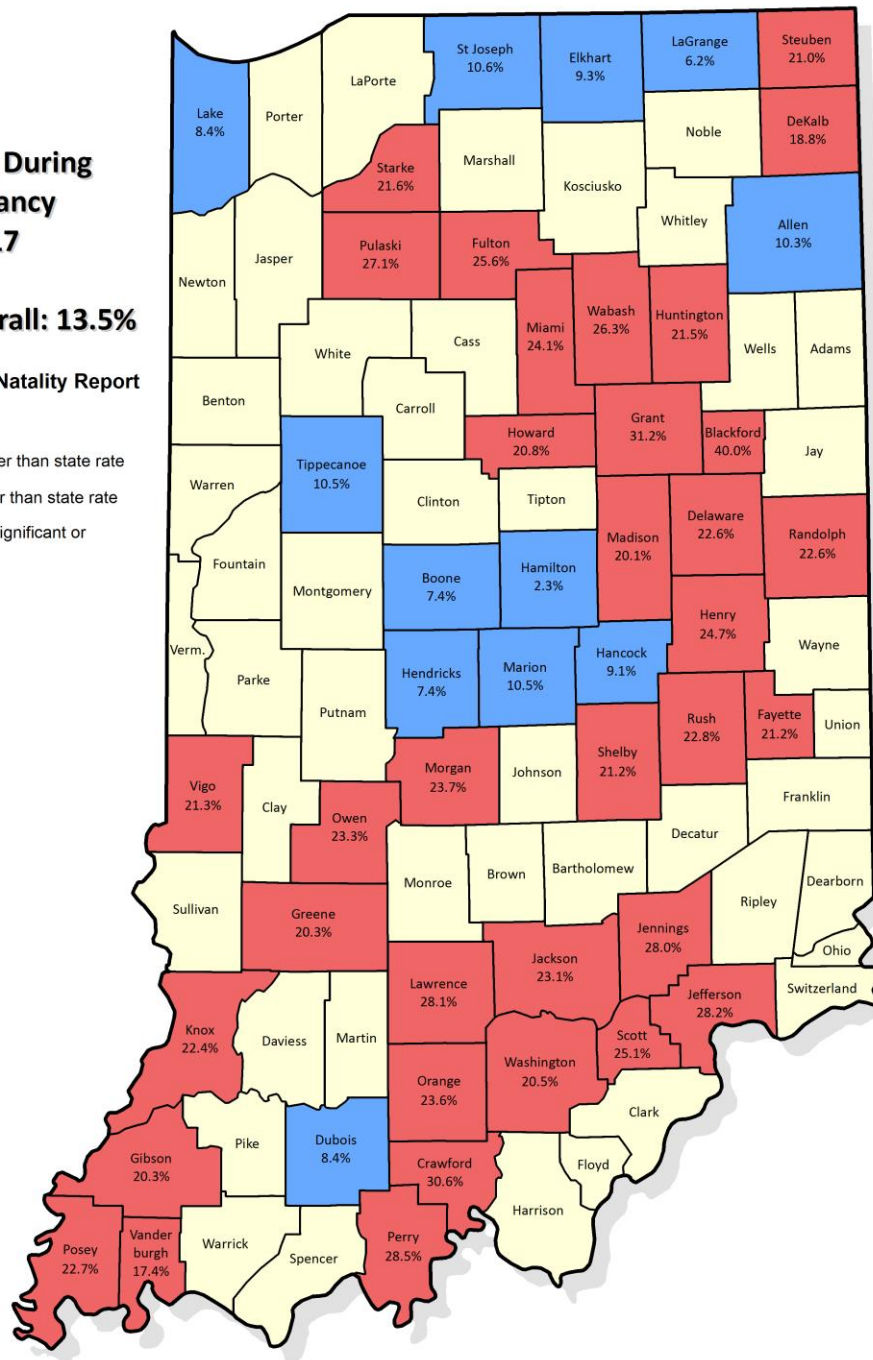 During
ancy
17
rall: 13.5%
Natality Report
er than state rate
r than state rate
ignificant or
Lake
8.4%
Porter
LaPorte
St Joseph
10.6%
Elkhart
9.3%
LaGrange
6.2%
Steuben
21.0%
Noble
DeKalb
18.8%
Starke
21.6%
Marshall
Kosciusko
Whitley
Allen
10.3%
Newton
Jasper
Pulaski
27.1%
Fulton
25.6%
Miami
24.1%
Wabash
26.3%
Huntington
21.5%
Wells
Adams
White
Cass
Benton
Carroll
Howard
20.8%
Grant
31.2%
Blackford
40.0%
Jay
Warren
Tippecanoe
10.5%
Clinton
Tipton
Madison
20.1%
Delaware
22.6%
Randolph
22.6%
Fountain
Montgomery
Boone
7.4%
Hamilton
2.3%
Henry
24.7%
Wayne
Verm.
Parke
Putnam
Hendricks
7.4%
Marion
10.5%
Hancock
9.1%
Rush
22.8%
Fayette
21.2%
Union
Vigo
21.3%
Clay
Owen
23.3%
Morgan
23.7%
Johnson
Shelby
21.2%
Franklin
Decatur
Sullivan
Greene
20.3%
Monroe
Brown
Bartholomew
Ripley
Dearborn
Ohio
Switzerland
Jennings
28.0%
Jackson
23.1%
Lawrence
28.1%
Jefferson
28.2%
Knox
22.4%
Daviess
Martin
Orange
23.6%
Washington
20.5%
Scott
25.1%
Clark
Gibson
20.3%
Pike
Dubois
8.4%
Crawford
30.6%
Floyd
Harrison
Posey
22.7%
Vander
burgh
17.4%
Warrick
Spencer
Perry
28.5%